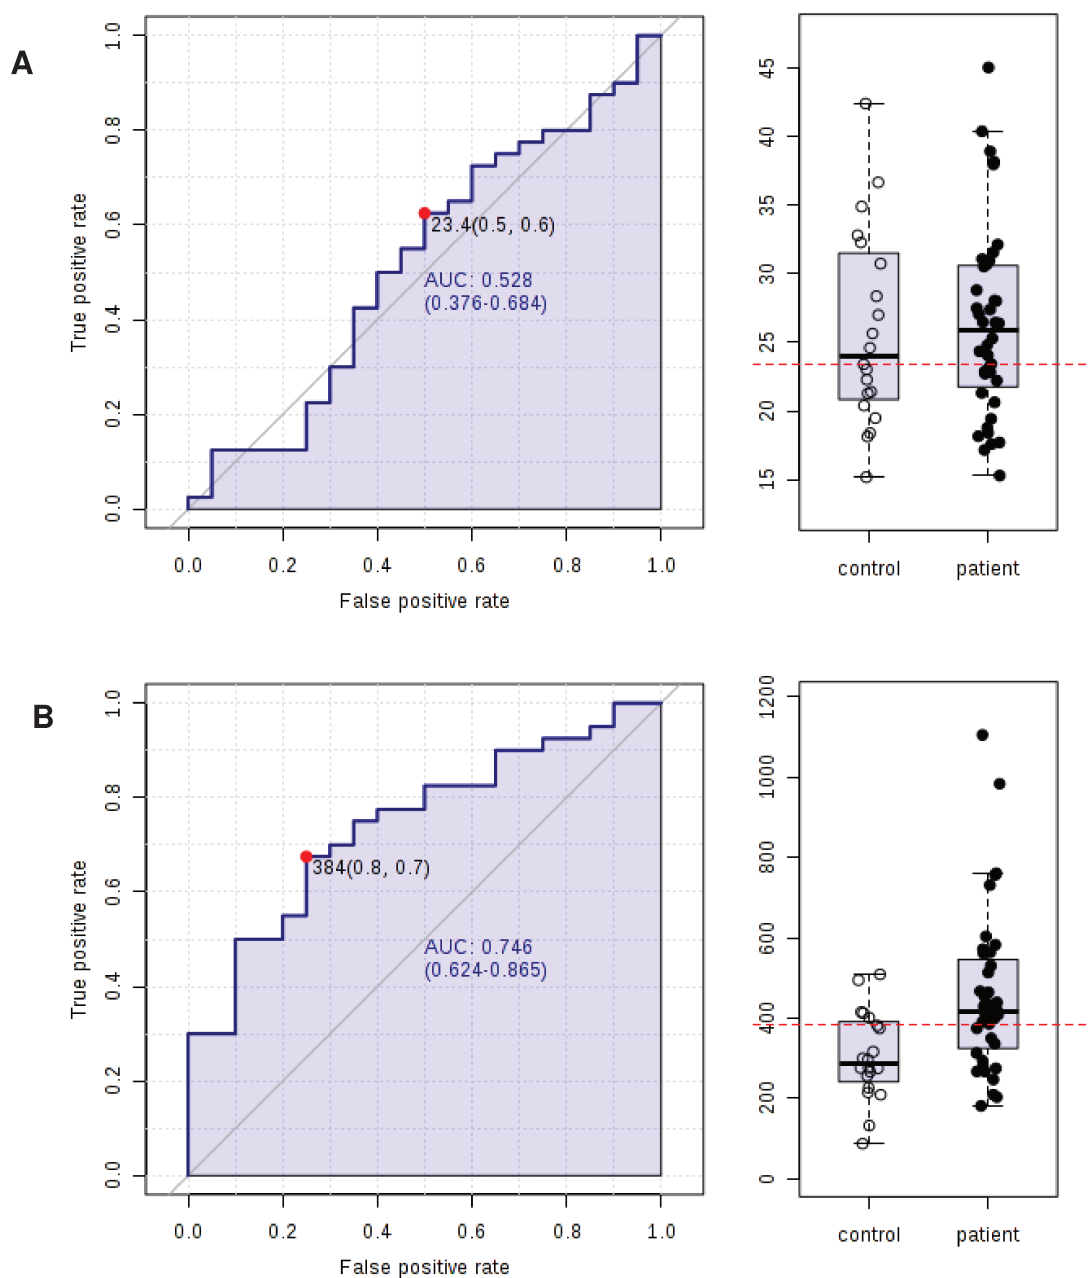 A
True positive rate
1.0
0.8
0.6
0.4
0.2
0.0
23.4(0.5, 0.6)
AUC: 0.528
(0.376-0.684)
0.0 0.2 0.4 0.6 0.8 1.0
False positive rate
45
40
35
30
25
20
15
control patient
B
True positive rate
1.0
0.8
0.6
0.4
0.2
0.0
384(0.8, 0.7)
AUC: 0.746
(0.624-0.865)
0.0 0.2 0.4 0.6 0.8 1.0
False positive rate
1200
1000
800
600
400
200
0
control patient